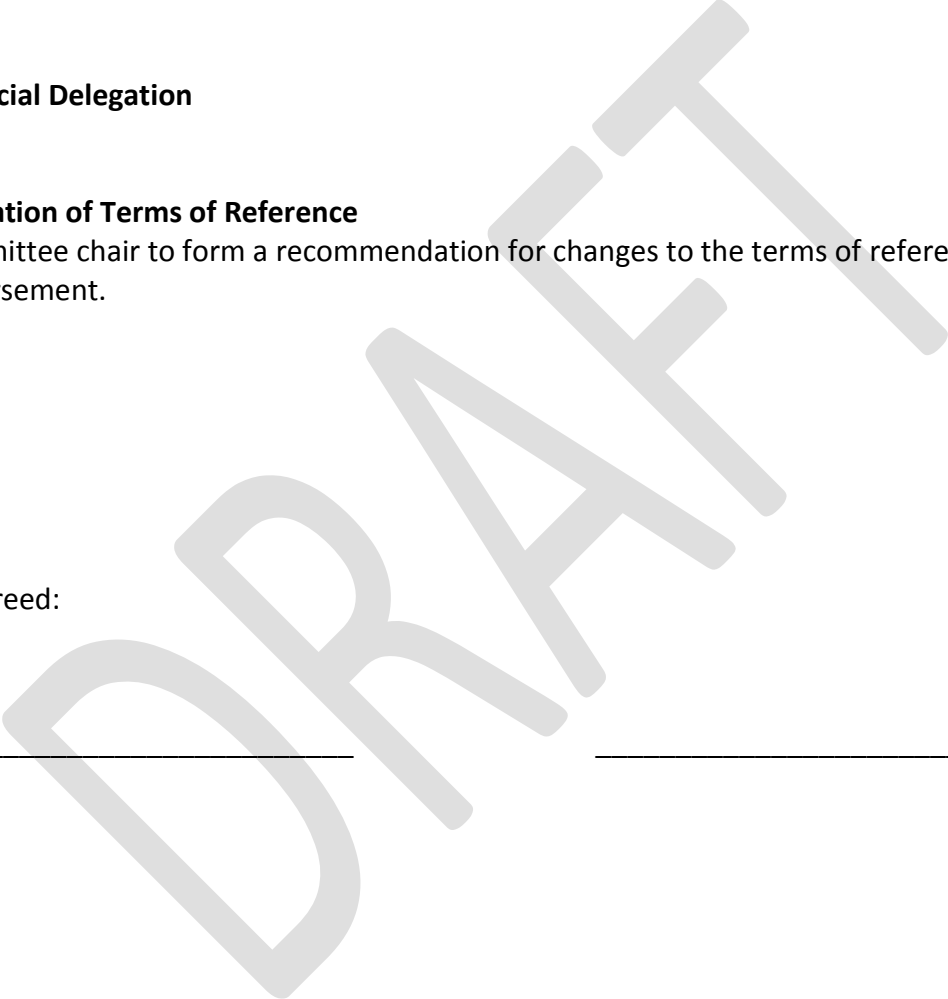 cial Delegation
ation of Terms of Reference
mittee chair to form a recommendation for changes to the terms of refere
rsement.
reed:
DRAFT